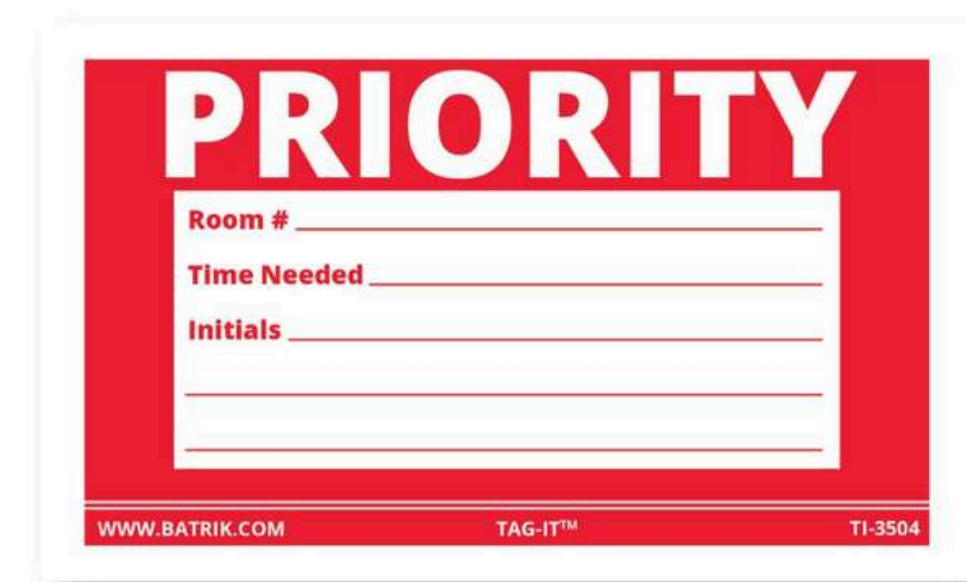 PRIORITY
Room #
Time Needed
Initials
WWW.BATRIK.COM TAG-IT™ TI-3504